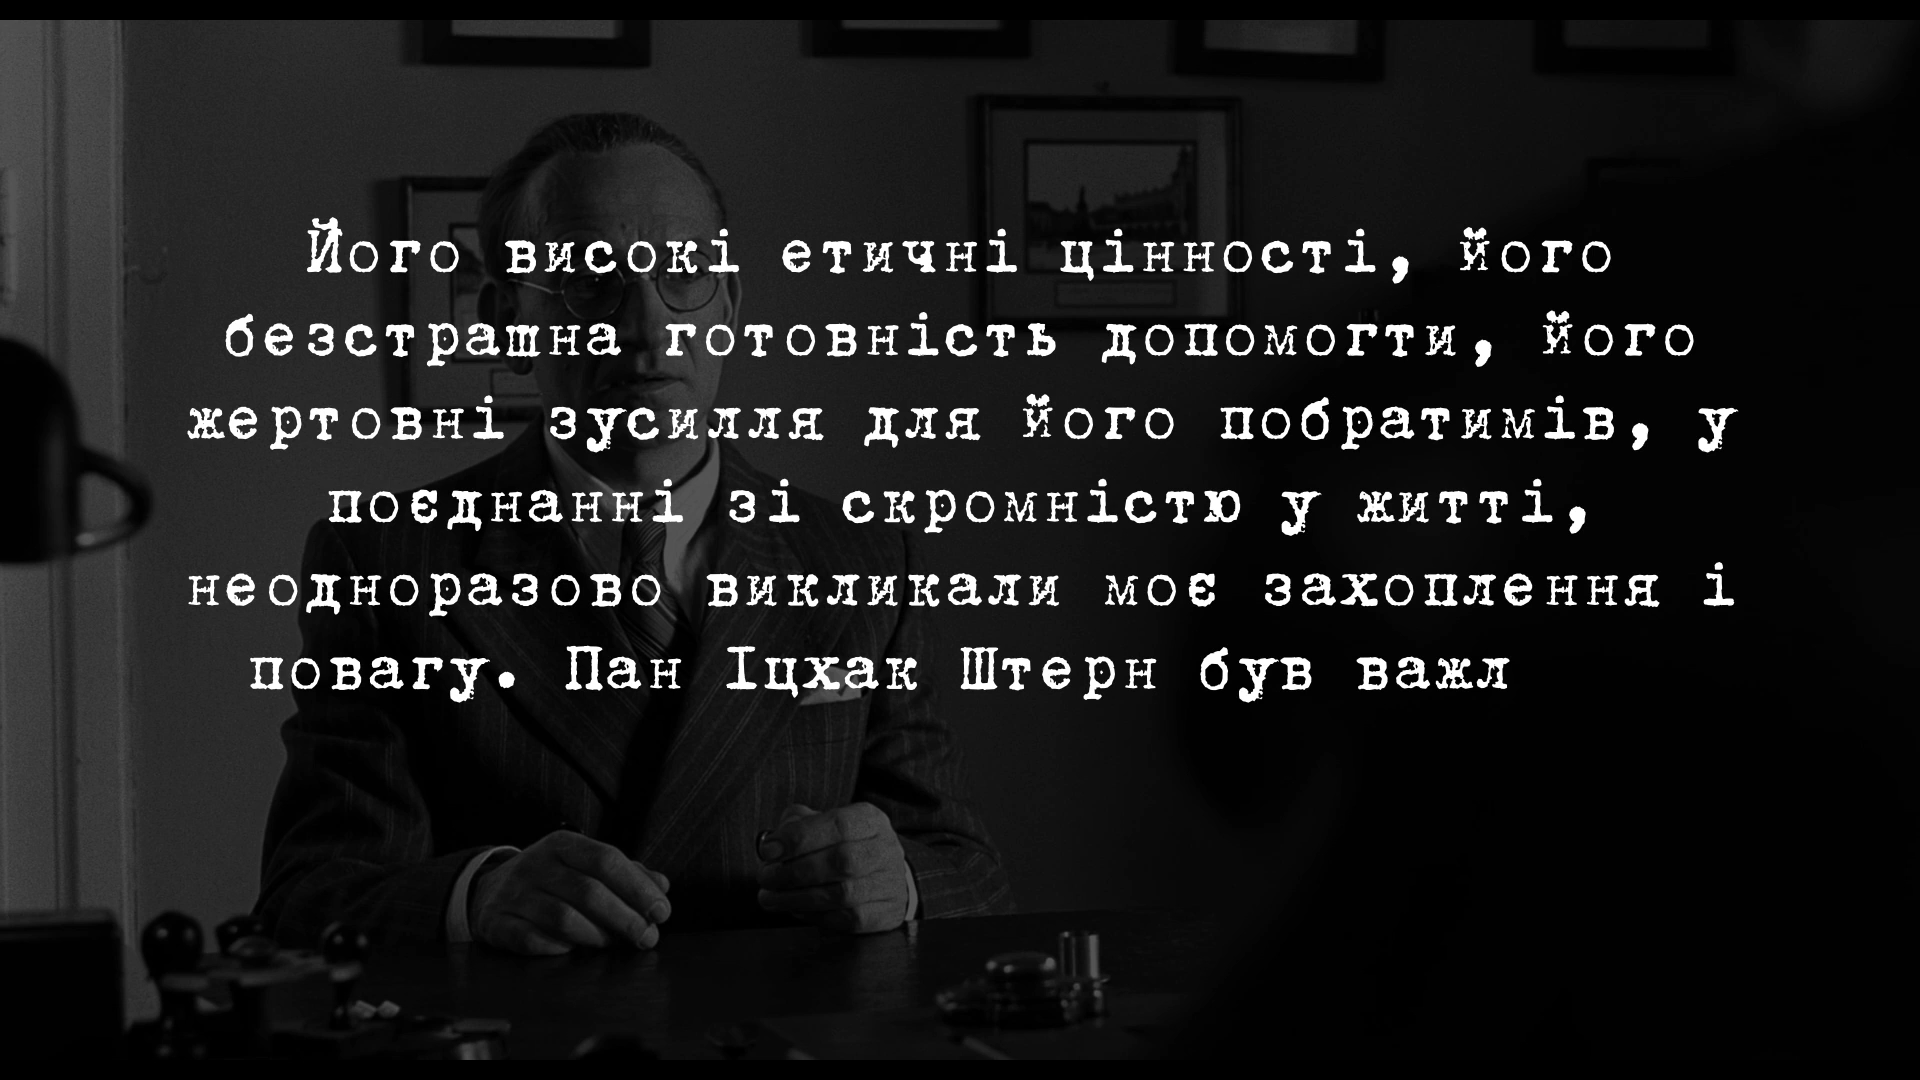 Його високі етичні цінності, його
безстрашна готовність допомогти, його
жертовні зусилля для його побратимів, у
поєднанні зі скромністю у житті,
неодноразово викликали моє захоплення і
повагу. Пан Іцхак Штерн був важл